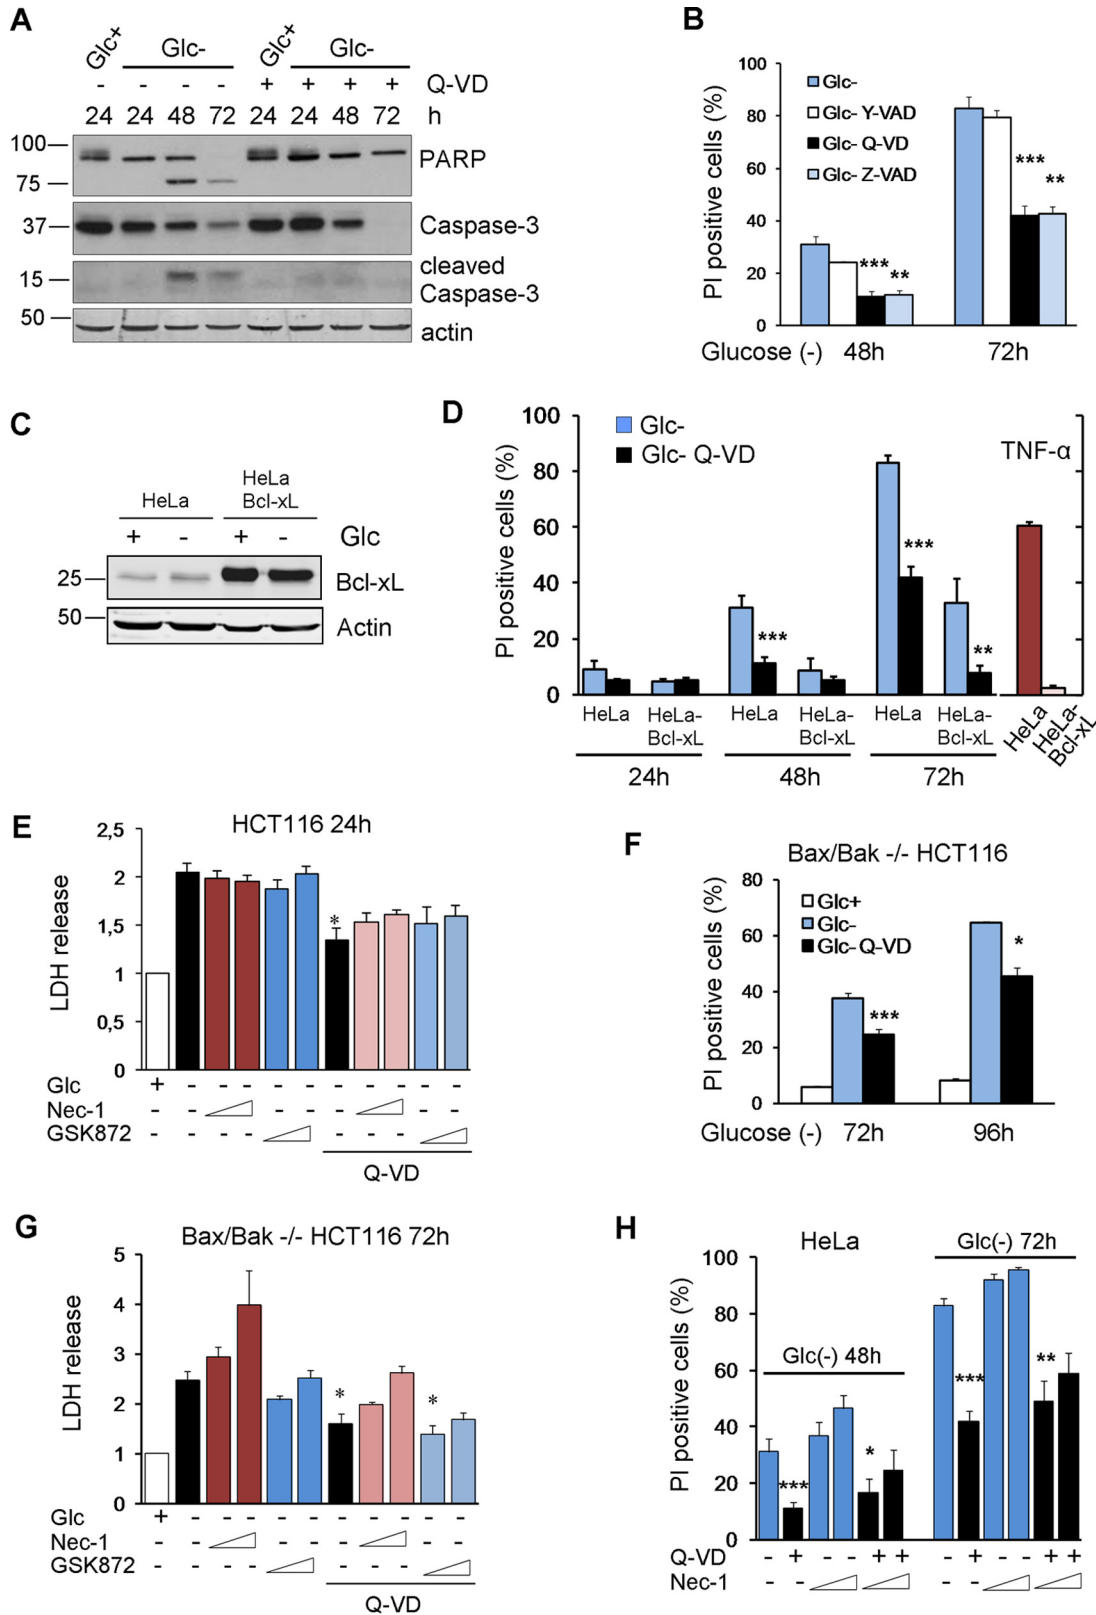 A
Glc+ Glc- Glc+ Glc-
- - - - + + + + Q-VD
24 24 48 72 24 24 48 72 h
100
PARP
75
37
Caspase-3
15
cleaved
Caspase-3
50
actin
B
PI positive cells (%)
100
80
60
40
20
0
Glc-
Glc- Y-VAD
Glc- Q-VD
Glc- Z-VAD
*** **
*** **
Glucose (-) 48h 72h
C
HeLa HeLa
Bcl-xL
+ - + - Glc
25
Bcl-xL
50
Actin
D
PI positive cells (%)
100
80
60
40
20
0
Glc-
Glc- Q-VD
TNF-α
*** *** **
HeLa HeLa-
Bcl-xL
HeLa HeLa-
Bcl-xL
HeLa HeLa-
Bcl-xL
HeLa
HeLa-
Bcl-xL
24h 48h 72h
E
HCT116 24h
LDH release
2,5
2
1,5
1
0,5
0
*
Glc + - - - - - - - - - -
Nec-1 - - - - - - -
GSK872 - - - - - - -
Q-VD
F
Bax/Bak -/- HCT116
PI positive cells (%)
80
60
40
20
0
Glc+
Glc-
Glc- Q-VD
*** *
Glucose (-) 72h 96h
G
Bax/Bak -/- HCT116 72h
LDH release
5
4
3
2
1
0
* *
Glc + - - - - - - - - - -
Nec-1 - - - - - - -
GSK872 - - - - - - -
Q-VD
H
HeLa
Glc(-) 72h
Glc(-) 48h
PI positive cells (%)
100
80
60
40
20
0
*** * *** **
Q-VD - + - - + + - + - - + +
Nec-1 - - - -